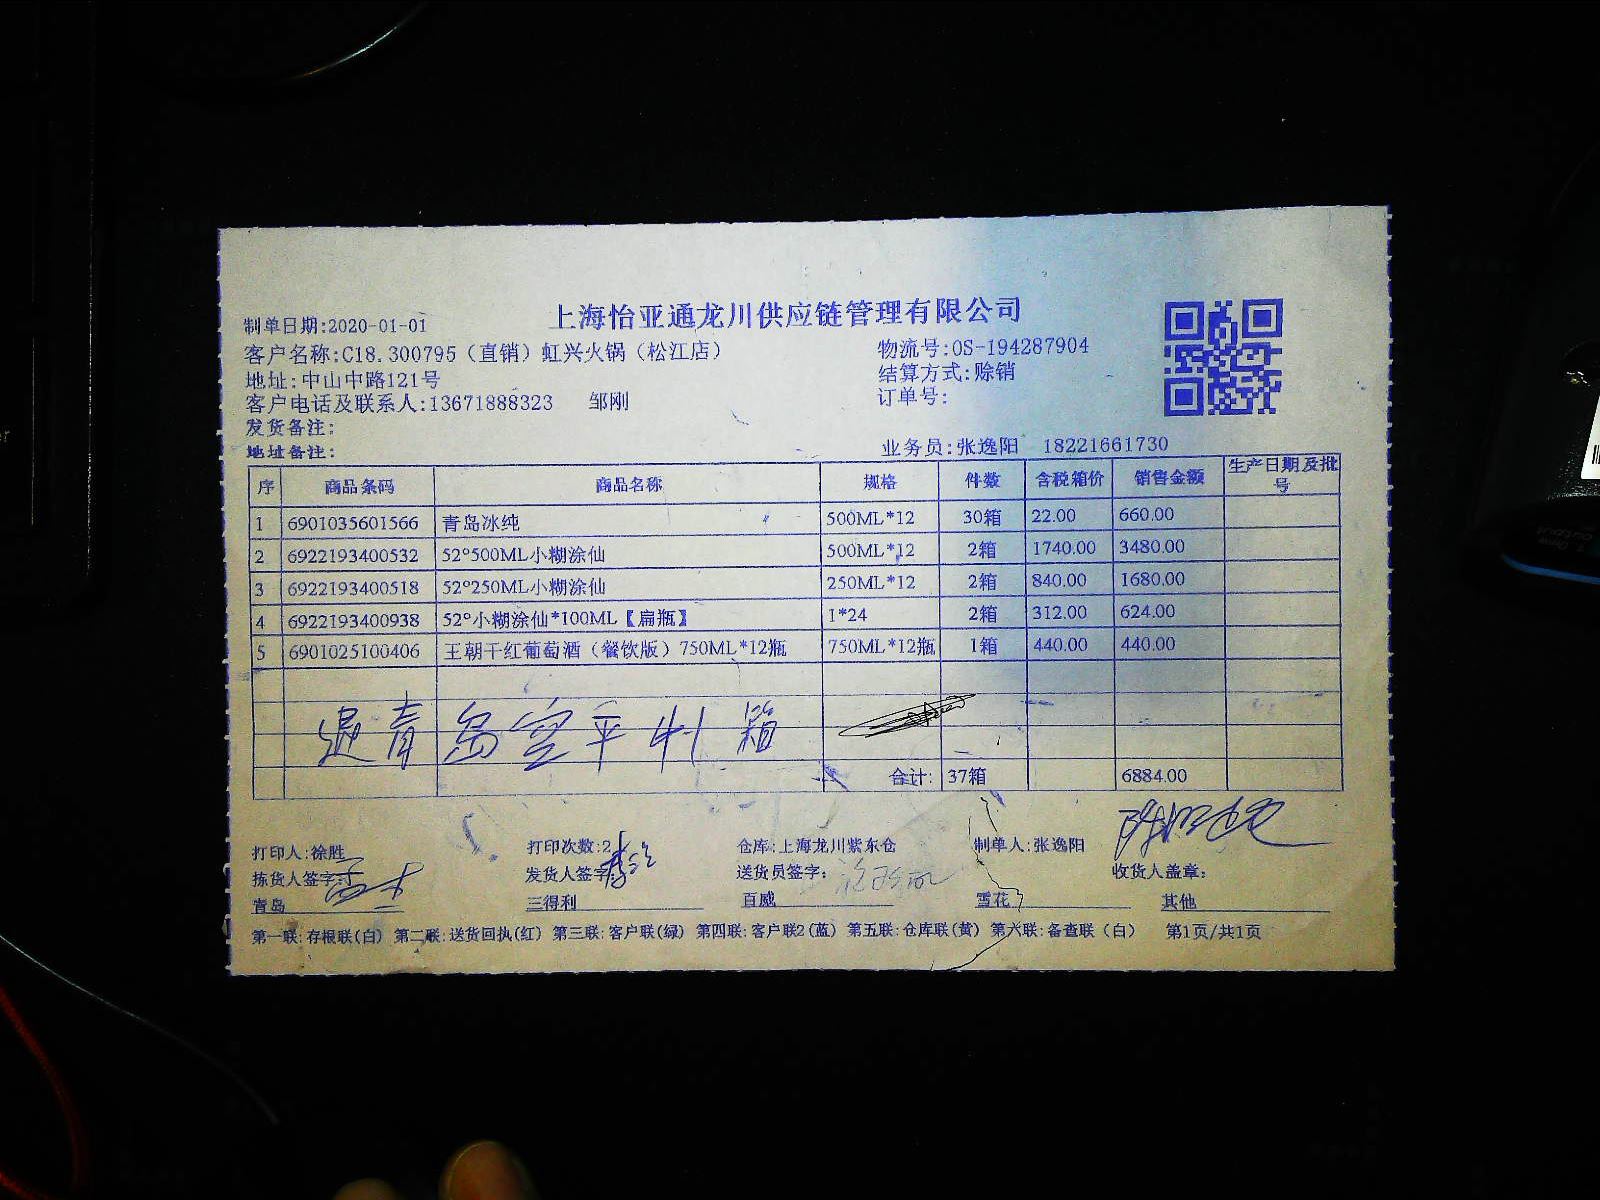 上海怡亚通龙川供应链管理有限公司
制单日期:2020-01-01
客户名称:C18.300795（直销）虹兴火锅（松江店） 物流号:OS-194287904
地址:中山中路121号 结算方式:赊销
客户电话及联系人:13671888323 邹刚 订单号:
发货备注:
地址备注: 业务员:张逸阳 18221661730
序 商品条码 商品名称 规格 件数 含税箱价 销售金额 生产日期及批号
1 6901035601566 青岛冰纯 500ML*12 30箱 22.00 660.00
2 6922193400532 52°500ML小糊涂仙 500ML*12 2箱 1740.00 3480.00
3 6922193400518 52°250ML小糊涂仙 250ML*12 2箱 840.00 1680.00
4 6922193400938 52°小糊涂仙*100ML【扁瓶】 1*24 2箱 312.00 624.00
5 6901025100406 王朝干红葡萄酒（餐饮版）750ML*12瓶 750ML*12瓶 1箱 440.00 440.00
退青岛空 箱
合计: 37箱 6884.00
打印人:徐胜 打印次数:2 仓库:上海龙川紫东仓 制单人:张逸阳
拣货人签字: 发货人签字: 送货员签字: 收货人盖章:
青岛 三得利 百威 雪花 其他
第一联:存根联(白) 第二联:送货回执(红) 第三联:客户联(绿) 第四联:客户联2(蓝) 第五联:仓库联(黄) 第六联:备查联（白） 第1页/共1页